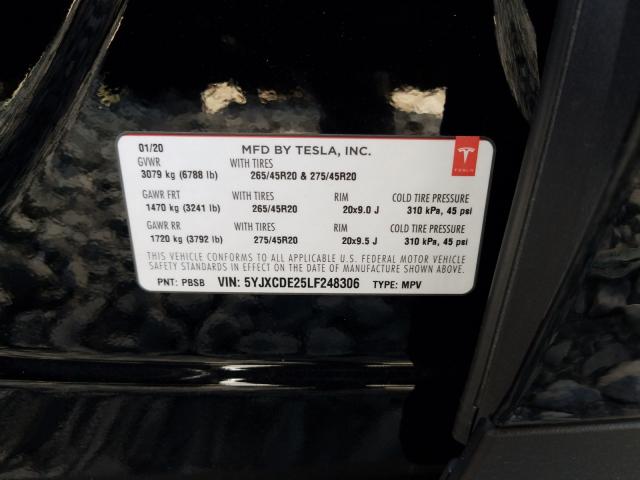 01/20 MFD BY TESLA, INC.
TESLA
GVWR WITH TIRES
3079 kg (6788 lb) 265/45R20 & 275/45R20
GAWR FRT WITH TIRES RIM COLD TIRE PRESSURE
1470 kg (3241 lb) 265/45R20 20x9.0 J 310 kPa, 45 psi
GAWR RR WITH TIRES RIM COLD TIRE PRESSURE
1720 kg (3792 lb) 275/45R20 20x9.5 J 310 kPa, 45 psi
THIS VEHICLE CONFORMS TO ALL APPLICABLE U.S. FEDERAL MOTOR VEHICLE
SAFETY STANDARDS IN EFFECT ON THE DATE OF MANUFACTURE SHOWN ABOVE.
PNT: PBSB VIN: 5YJXCDE25LF248306 TYPE: MPV